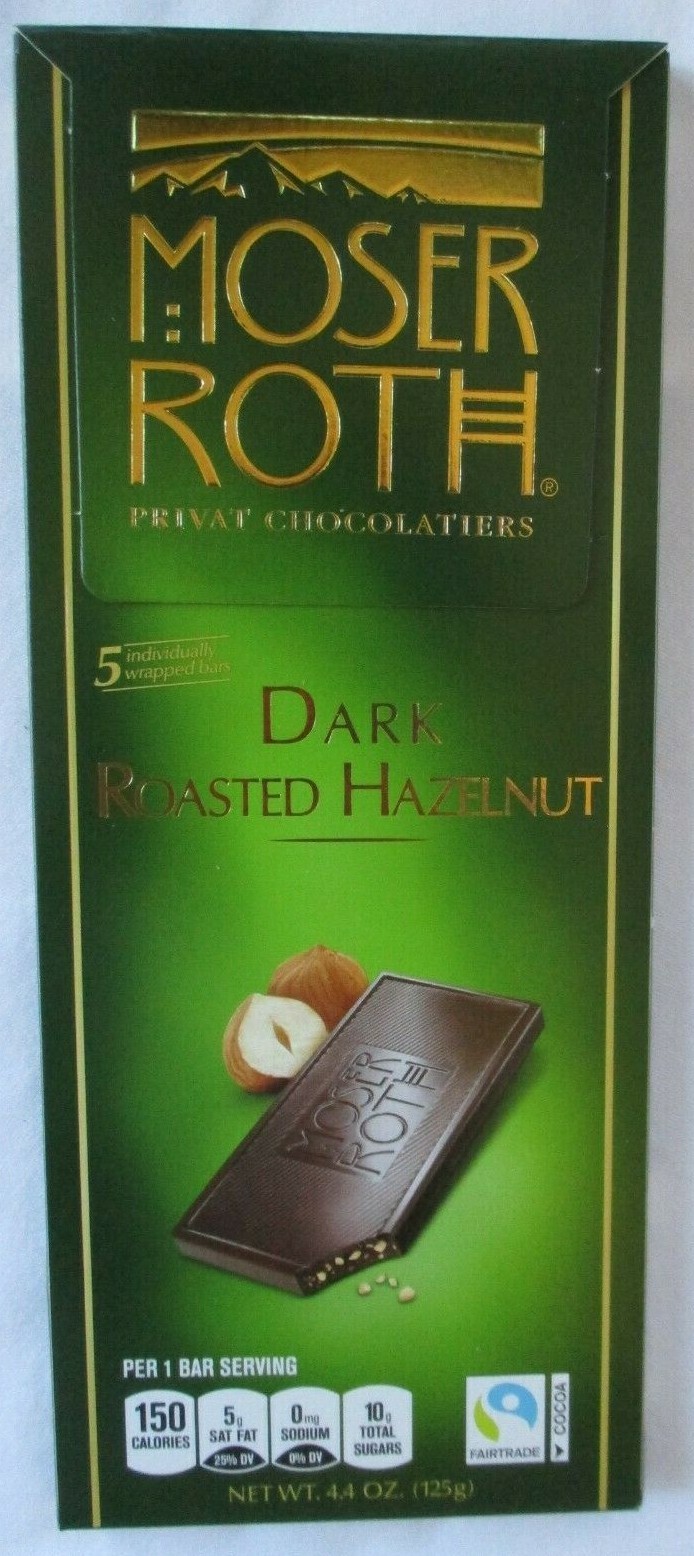 MOSER
ROTH®
PRIVAT CHOCOLATIERS
5 individually
wrapped bars
DARK
ROASTED HAZELNUT
MOSER
ROTH
PER 1 BAR SERVING
150
CALORIES
5g
SAT FAT
25% DV
0mg
SODIUM
0% DV
10g
TOTAL
SUGARS
FAIRTRADE
▶ COCOA
NET WT. 4.4 OZ. (125g)